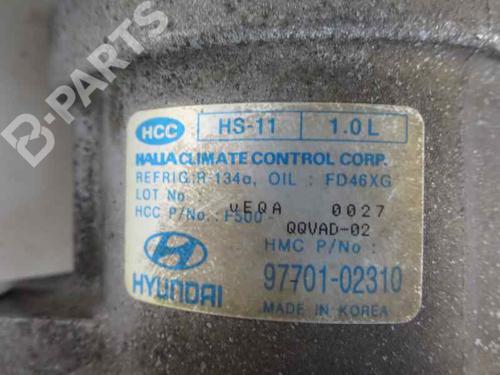 B-PARTS
HCC HS-11 1.0 L
HALLA CLIMATE CONTROL CORP.
REFRIG.: R 134a, OIL : FD46XG
LOT No
vEQA 0027
HCC P/No.: F500
QQVAD-02
HMC P/No :
HYUNDAI 97701-02310
MADE IN KOREA